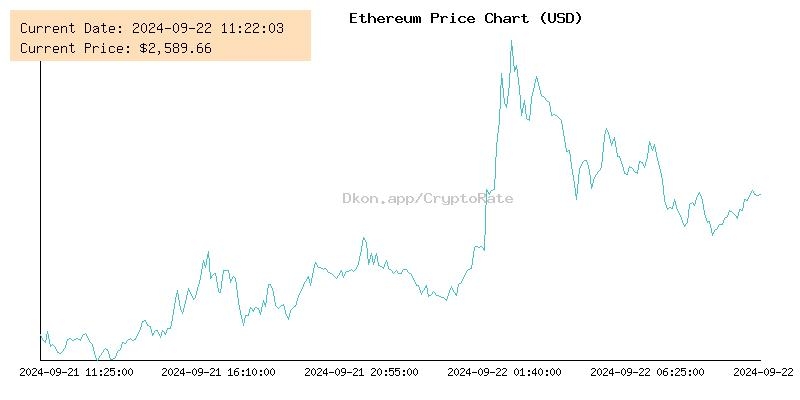 Ethereum Price Chart (USD)
Current Date: 2024-09-22 11:22:03
Current Price: $2,589.66
Dkon.app/CryptoRate
2024-09-21 11:25:00 2024-09-21 16:10:00 2024-09-21 20:55:00 2024-09-22 01:40:00 2024-09-22 06:25:00 2024-09-22